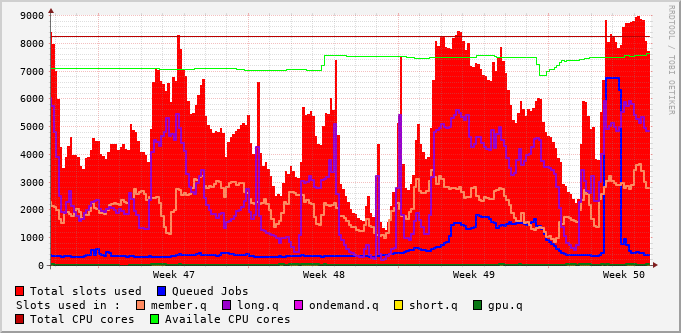 9000
8000
7000
6000
5000
4000
3000
2000
1000
0
Week 47 Week 48 Week 49 Week 50
RRDTOOL / TOBI OETIKER
Total slots used Queued Jobs
Slots used in : member.q long.q ondemand.q short.q gpu.q
Total CPU cores Availale CPU cores